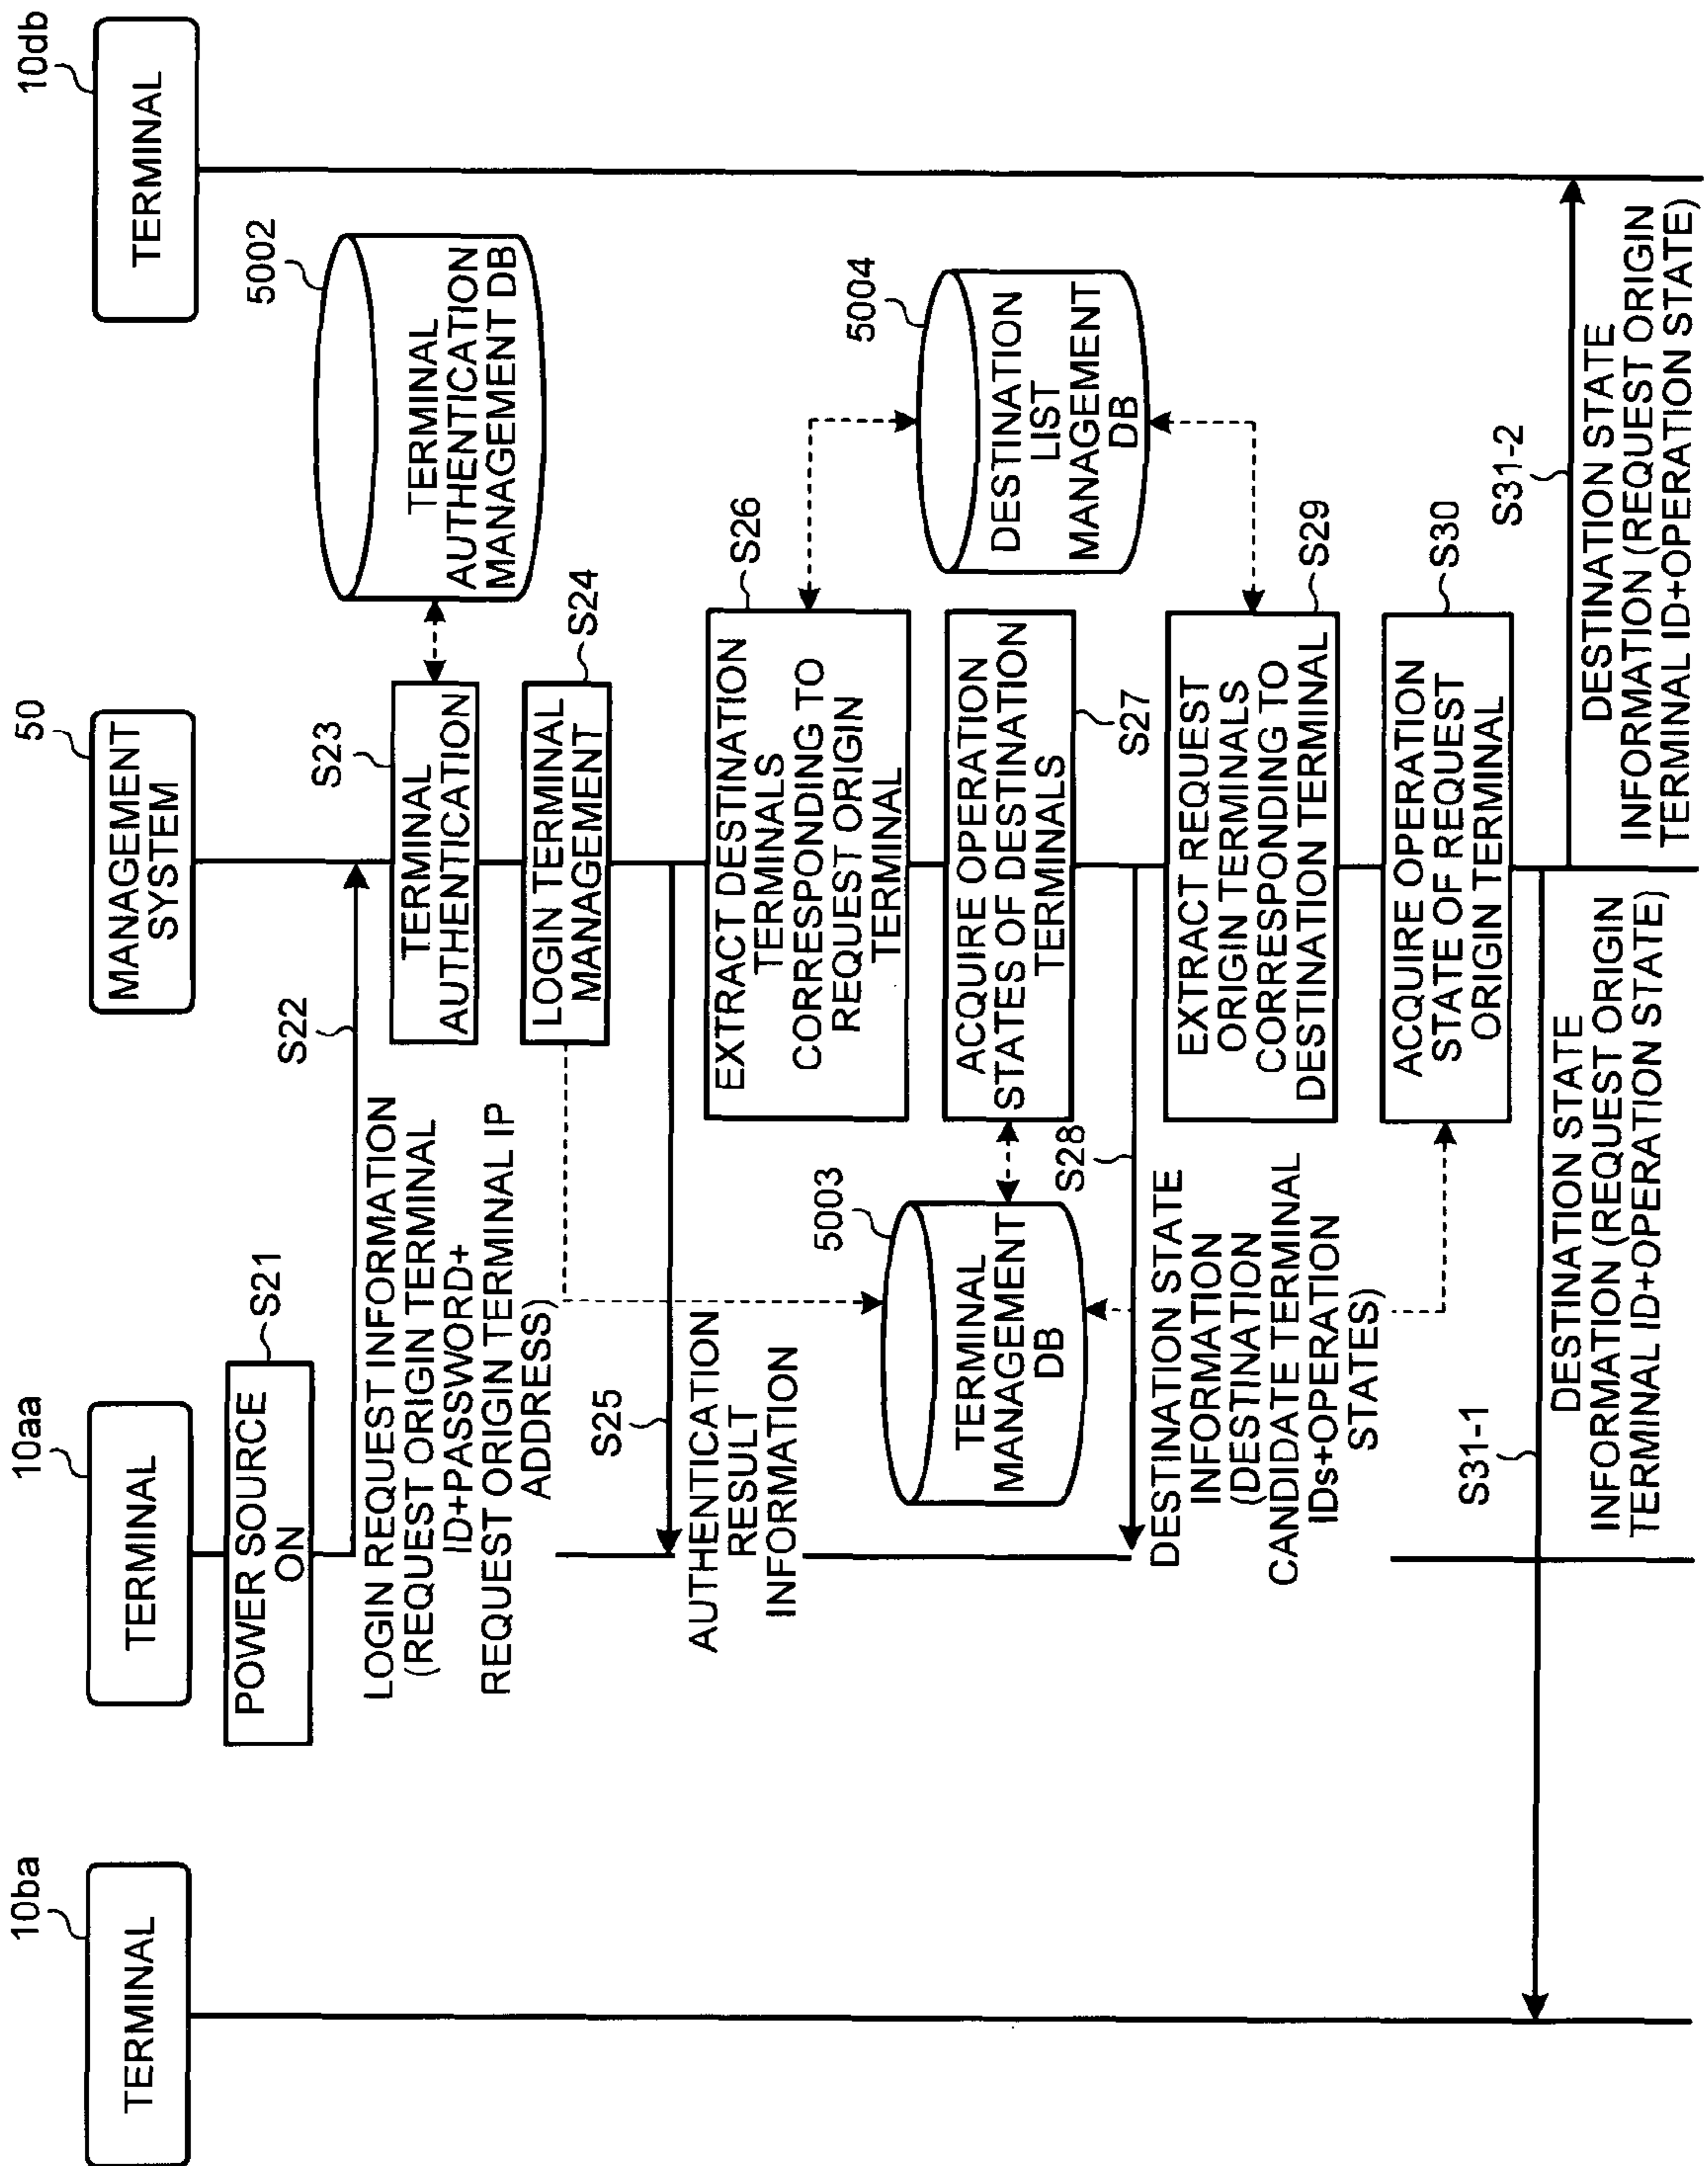 10ba
TERMINAL
10aa
TERMINAL
50
MANAGEMENT
SYSTEM
10db
TERMINAL
POWER SOURCE
ON
S21
S22
LOGIN REQUEST INFORMATION
(REQUEST ORIGIN TERMINAL
ID+PASSWORD+
REQUEST ORIGIN TERMINAL IP
ADDRESS)
S23
TERMINAL
AUTHENTICATION
5002
TERMINAL
AUTHENTICATION
MANAGEMENT DB
S24
LOGIN TERMINAL
MANAGEMENT
S25
AUTHENTICATION
RESULT
INFORMATION
S26
EXTRACT DESTINATION
TERMINALS
CORRESPONDING TO
REQUEST ORIGIN
TERMINAL
5003
TERMINAL
MANAGEMENT
DB
5004
DESTINATION
LIST
MANAGEMENT
DB
ACQUIRE OPERATION
STATES OF DESTINATION
TERMINALS
S27
S28
DESTINATION STATE
INFORMATION
(DESTINATION
CANDIDATE TERMINAL
IDs+OPERATION
STATES)
EXTRACT REQUEST
ORIGIN TERMINALS
CORRESPONDING TO
DESTINATION TERMINAL
S29
ACQUIRE OPERATION
STATE OF REQUEST
ORIGIN TERMINAL
S30
S31-1
DESTINATION STATE
INFORMATION (REQUEST ORIGIN
TERMINAL ID+OPERATION STATE)
S31-2
DESTINATION STATE
INFORMATION (REQUEST ORIGIN
TERMINAL ID+OPERATION STATE)